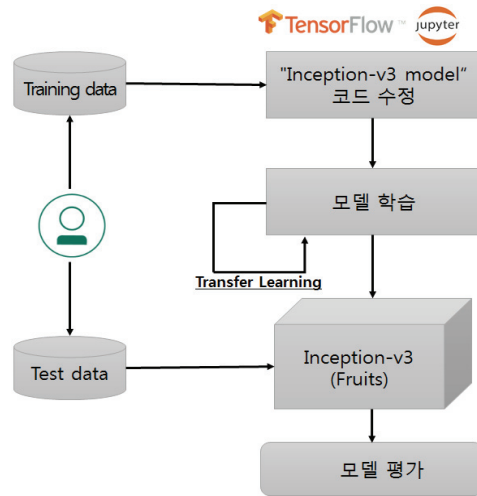 TensorFlow™
jupyter
Training data
"Inception-v3 model“
코드 수정
모델 학습
Transfer Learning
Test data
Inception-v3
(Fruits)
모델 평가